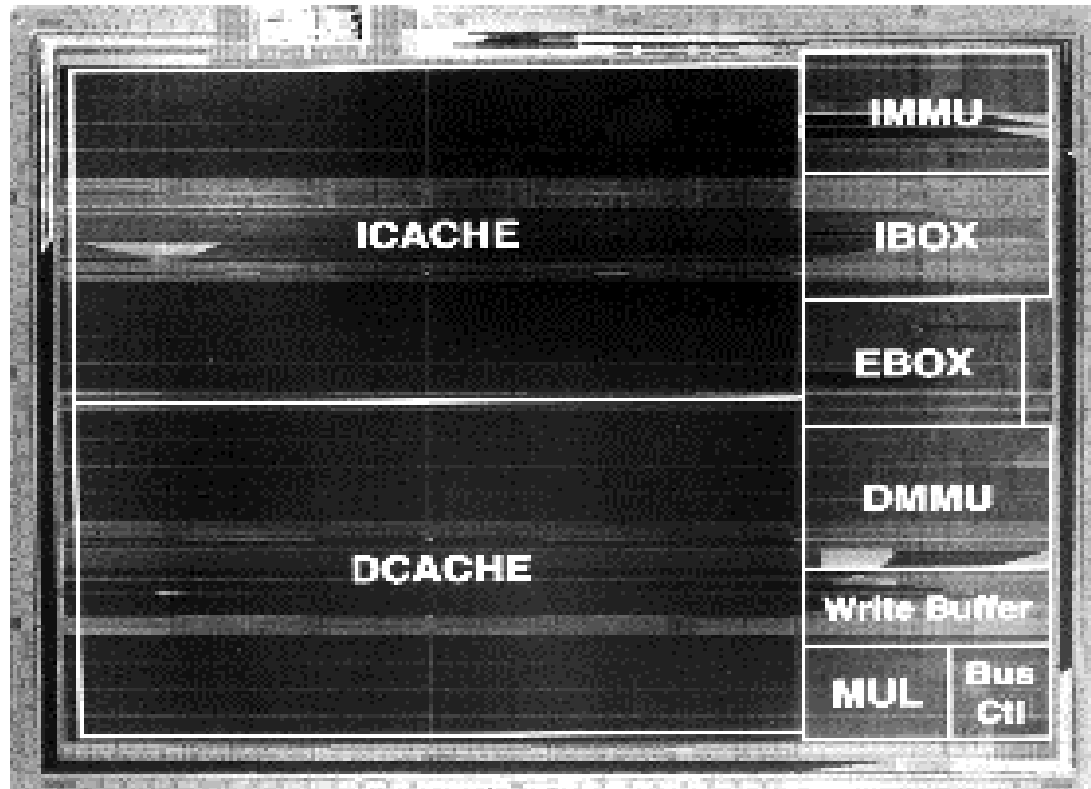 IMMU
ICACHE
IBOX
EBOX
DMMU
DCACHE
Write Buffer
MUL
Bus
Ctl